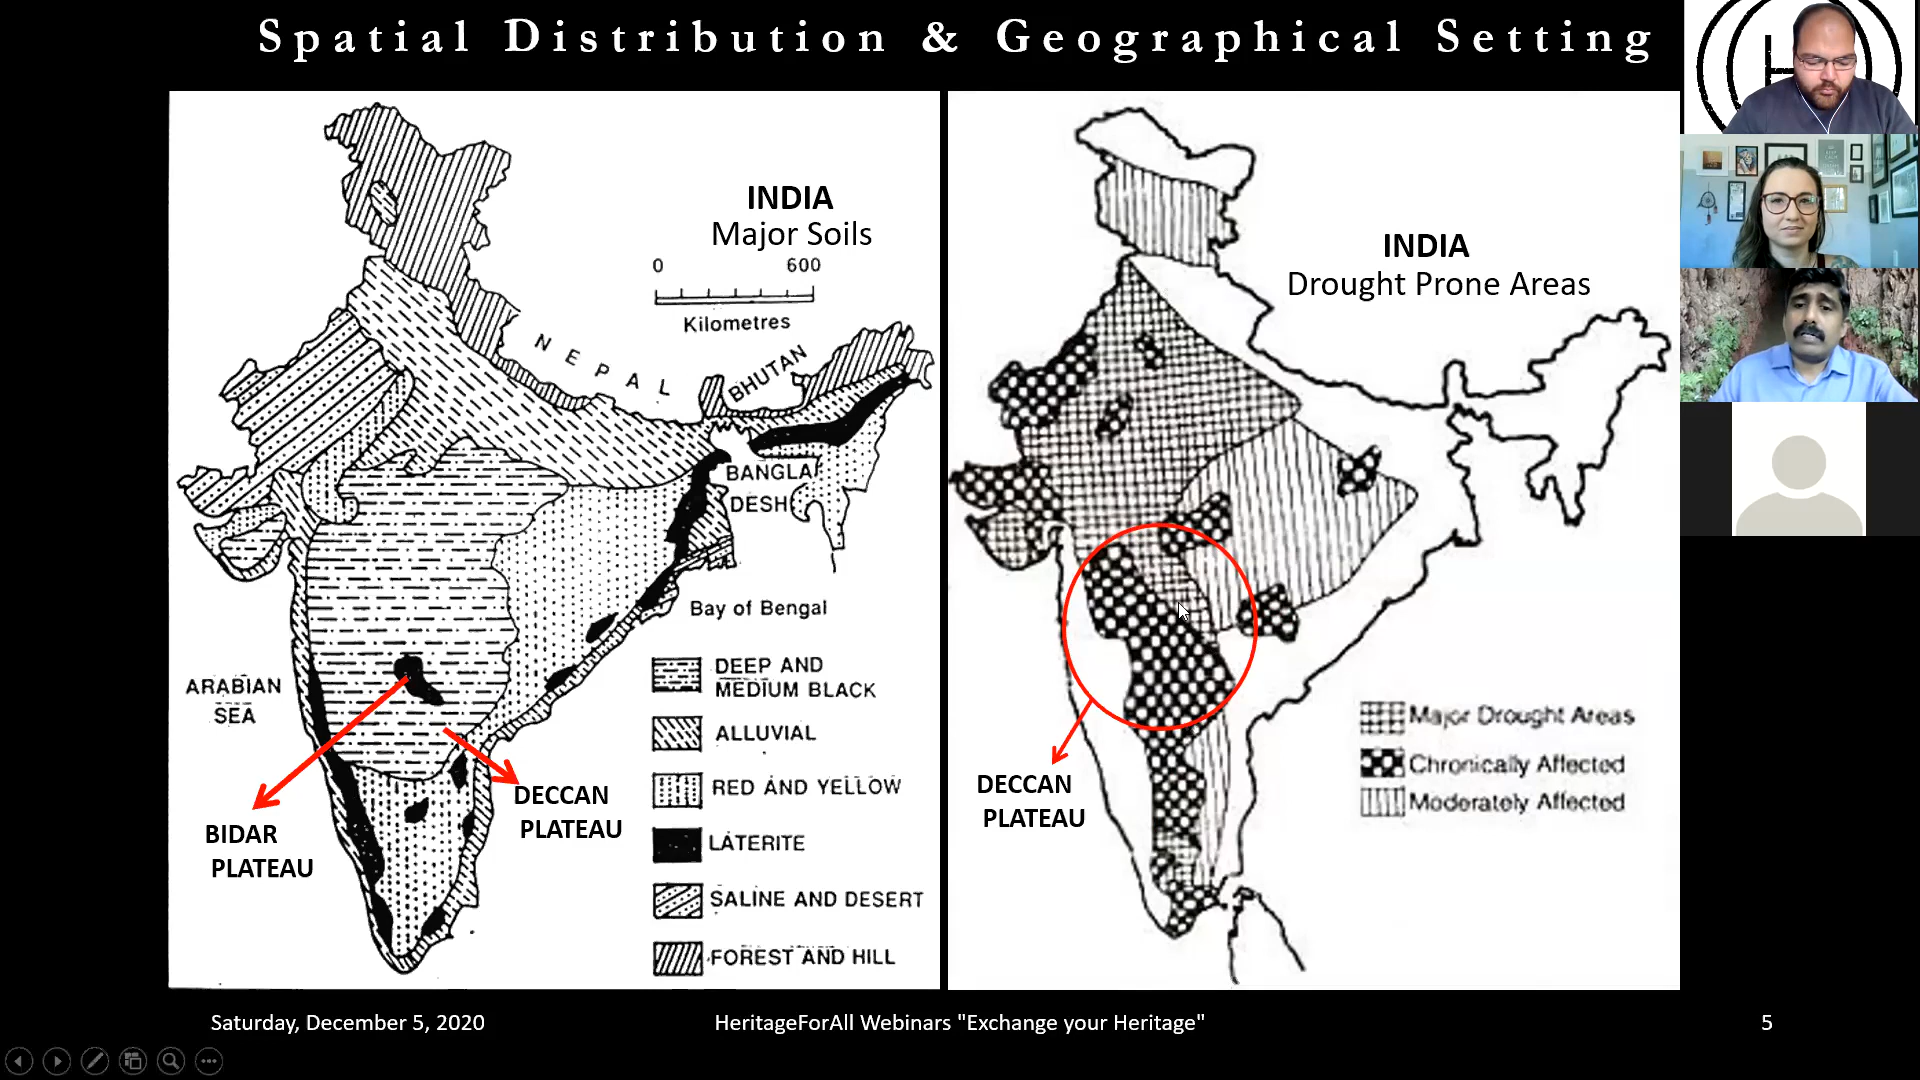 Spatial Distribution & Geographical Setting
INDIA
Major Soils
0 600
Kilometres
NEPAL
BHUTAN
BANGLA
DESH
Bay of Bengal
ARABIAN
SEA
DEEP AND
MEDIUM BLACK
ALLUVIAL
RED AND YELLOW
LATERITE
SALINE AND DESERT
FOREST AND HILL
BIDAR
PLATEAU
DECCAN
PLATEAU
INDIA
Drought Prone Areas
Major Drought Areas
Chronically Affected
Moderately Affected
DECCAN
PLATEAU
Saturday, December 5, 2020
HeritageForAll Webinars "Exchange your Heritage"
5